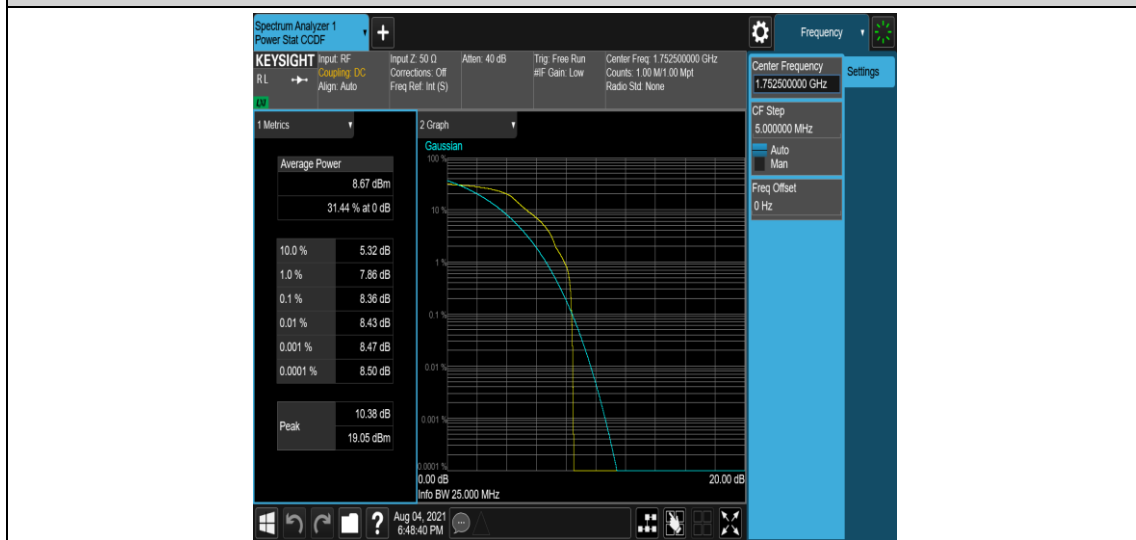 Spectrum Analyzer 1
Power Stat CCDF
Frequency
KEYSIGHT
RL
LXI
Input: RF
Coupling: DC
Align: Auto
Input Z: 50 Ω
Corrections: Off
Freq Ref: Int (S)
Atten: 40 dB
Trig: Free Run
#IF Gain: Low
Center Freq: 1.752500000 GHz
Counts: 1.00 M/1.00 Mpt
Radio Std: None
Center Frequency
1.752500000 GHz
Settings
CF Step
5.000000 MHz
Auto
Man
Freq Offset
0 Hz
1 Metrics
Average Power
8.67 dBm
31.44 % at 0 dB
10.0 % 5.32 dB
1.0 % 7.86 dB
0.1 % 8.36 dB
0.01 % 8.43 dB
0.001 % 8.47 dB
0.0001 % 8.50 dB
Peak 10.38 dB
19.05 dBm
2 Graph
Gaussian
100 %
10 %
1 %
0.1 %
0.01 %
0.001 %
0.0001 %
0.00 dB 20.00 dB
Info BW 25.000 MHz
? Aug 04, 2021
6:48:40 PM